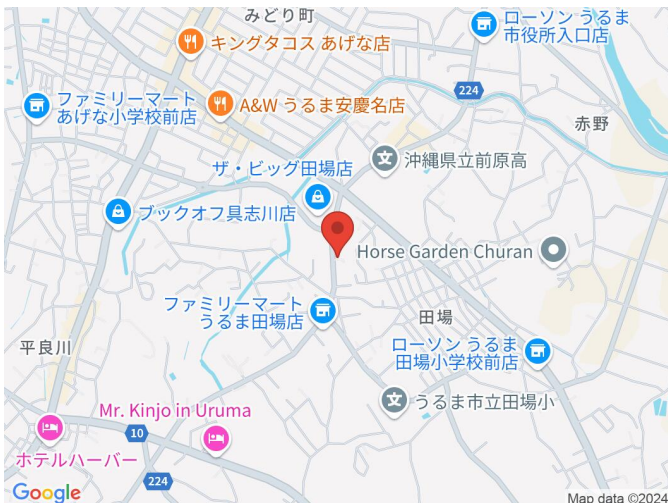 みどり町
ローソン うるま
市役所入口店
キングタコス あげな店
224
ファミリーマート
あげな小学校前店
A&W うるま安慶名店
赤野
沖縄県立前原高
ザ・ビッグ田場店
ブックオフ具志川店
Horse Garden Churan
ファミリーマート
うるま田場店
田場
ローソン うるま
田場小学校前店
平良川
うるま市立田場小
Mr. Kinjo in Uruma
10
ホテルハーバー
224
Google
Map data ©2024